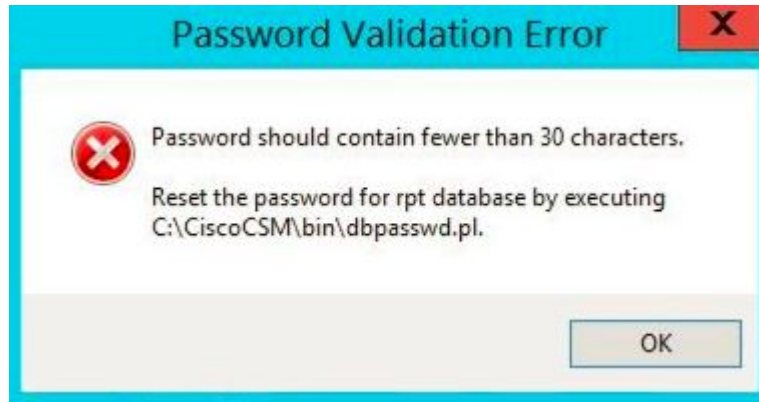 Password Validation Error
X
Password should contain fewer than 30 characters.
Reset the password for rpt database by executing
C:\CiscoCSM\bin\dbpasswd.pl.
OK